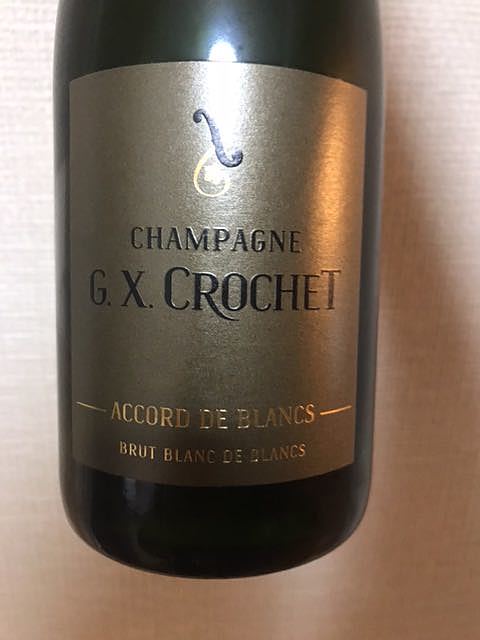 CHAMPAGNE
G. X. CROCHET
ACCORD DE BLANCS
BRUT BLANC DE BLANCS